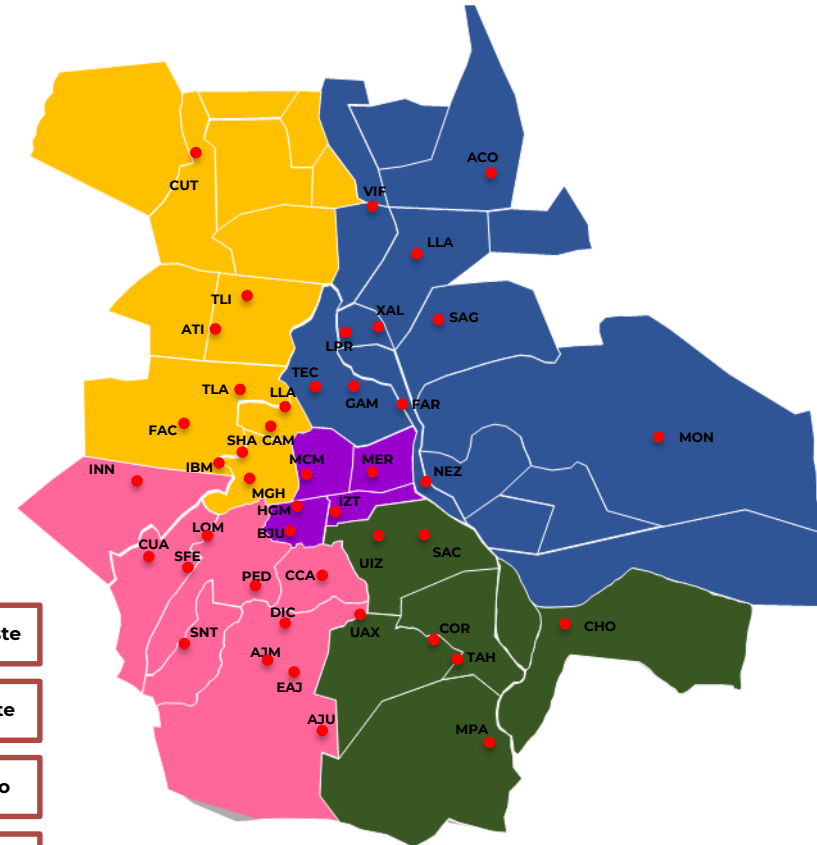 ACO
CUT
VIF
LLA
TLI
XAL
SAG
ATI
LPR
TEC
TLA
LLA
GAM
FAR
FAC
SHA
CAM
MON
IBM
MCM
MER
INN
NEZ
MGH
IZT
HGM
LOM
BJU
CUA
SAC
SFE
UIZ
PED
CCA
DIC
CHO
SNT
UAX
COR
AJM
TAH
EAJ
AJU
MPA